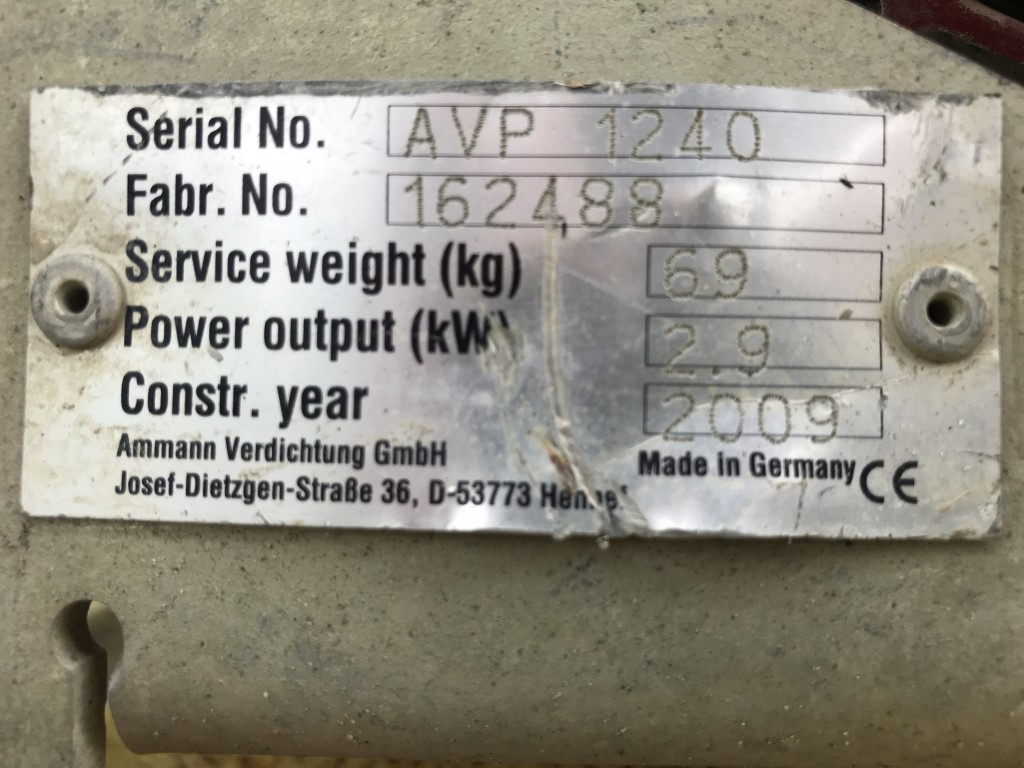 Serial No. AVP 1240
Fabr. No. 162488
Service weight (kg) 69
Power output (kW) 2.9
Constr. year 2009
Ammann Verdichtung GmbH
Josef-Dietzgen-Straße 36, D-53773
Made in Germany CE